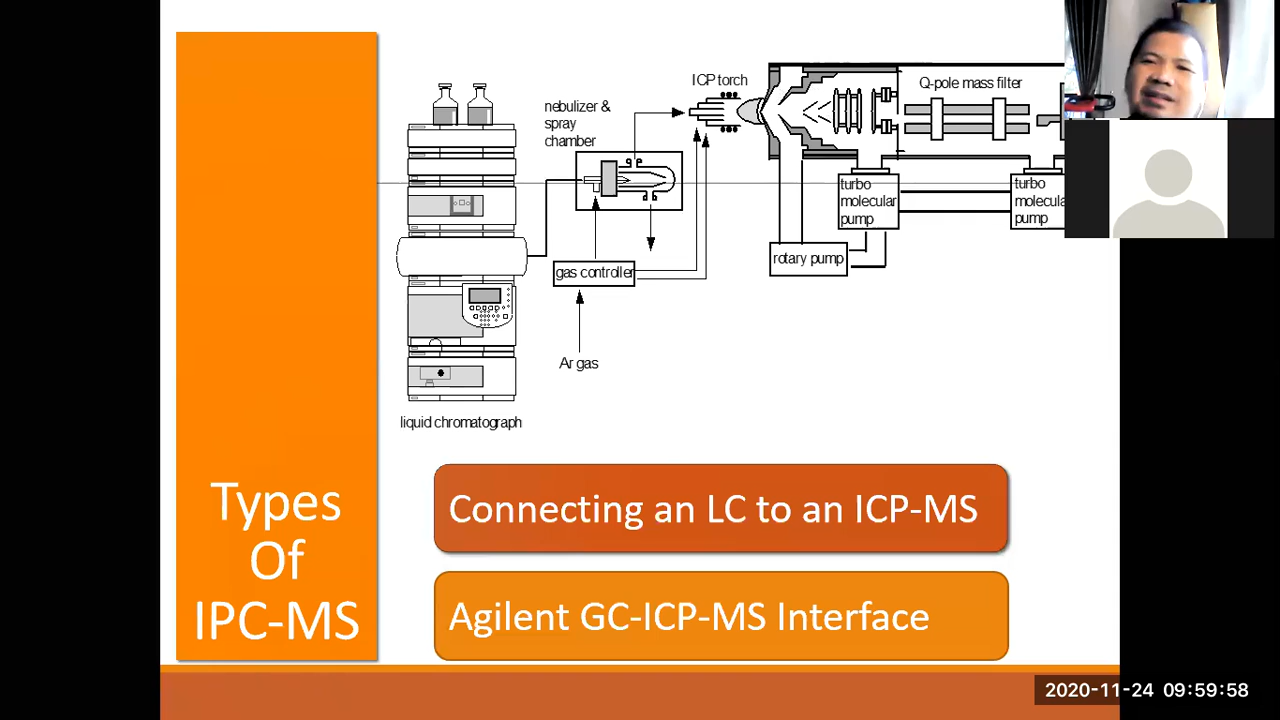 ICP torch
Q-pole mass filter
nebulizer &
spray
chamber
turbo
molecular
pump
turbo
molecula
pump
rotary pump
gas controller
Ar gas
liquid chromatograph
Types
Of
IPC-MS
Connecting an LC to an ICP-MS
Agilent GC-ICP-MS Interface
2020-11-24 09:59:58